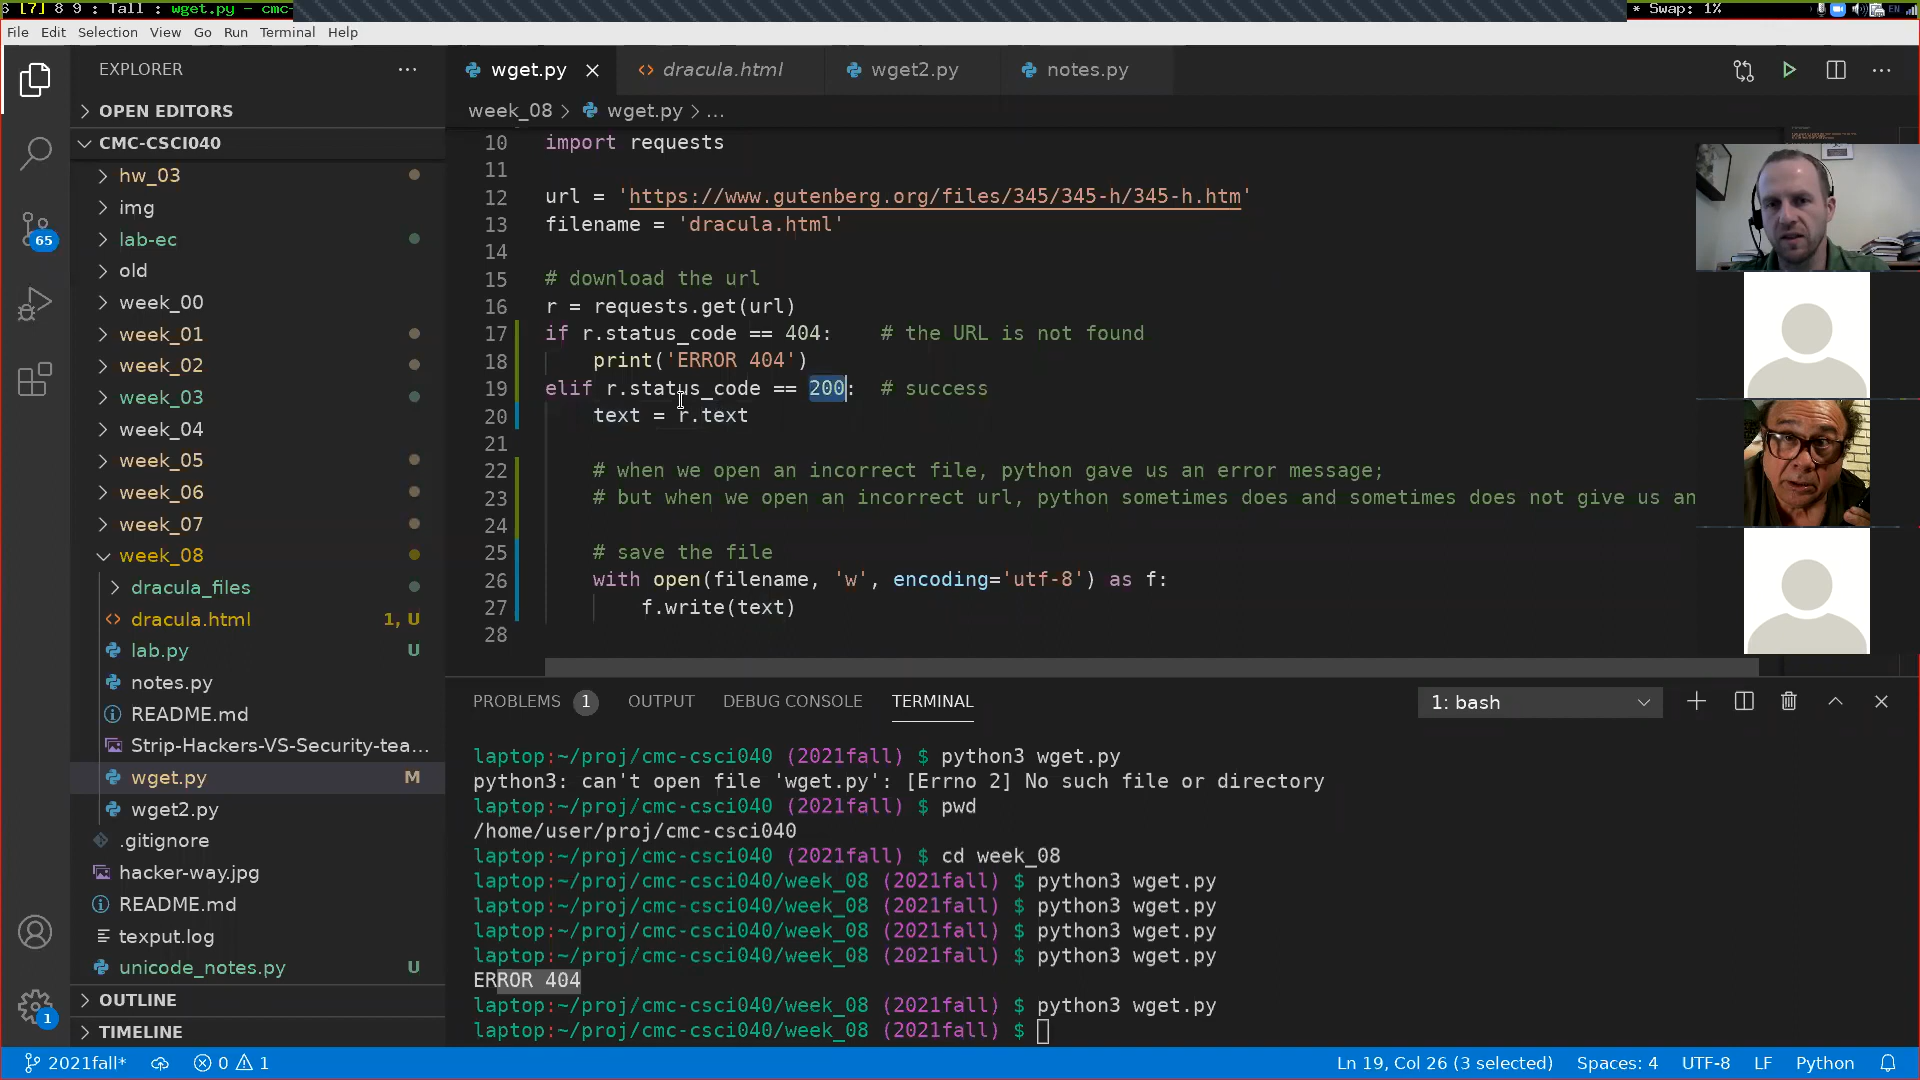 6 [7] 8 9 : Tall : wget.py - cmc-
* Swap: 1%
EN
File Edit Selection View Go Run Terminal Help
EXPLORER
OPEN EDITORS
CMC-CSCI040
hw_03
img
lab-ec
old
week_00
week_01
week_02
week_03
week_04
week_05
week_06
week_07
week_08
dracula_files
dracula.html 1, U
lab.py U
notes.py
README.md
Strip-Hackers-VS-Security-tea...
wget.py M
wget2.py
.gitignore
hacker-way.jpg
README.md
texput.log
unicode_notes.py U
OUTLINE
TIMELINE
65
1
wget.py dracula.html wget2.py notes.py
week_08 > wget.py > ...
10 import requests
11
12 url = 'https://www.gutenberg.org/files/345/345-h/345-h.htm'
13 filename = 'dracula.html'
14
15 # download the url
16 r = requests.get(url)
17 if r.status_code == 404: # the URL is not found
18 print('ERROR 404')
19 elif r.status_code == 200: # success
20 text = r.text
21
22 # when we open an incorrect file, python gave us an error message;
23 # but when we open an incorrect url, python sometimes does and sometimes does not give us an
24
25 # save the file
26 with open(filename, 'w', encoding='utf-8') as f:
27 f.write(text)
28
PROBLEMS 1 OUTPUT DEBUG CONSOLE TERMINAL
1: bash
laptop:~/proj/cmc-csci040 (2021fall) $ python3 wget.py
python3: can't open file 'wget.py': [Errno 2] No such file or directory
laptop:~/proj/cmc-csci040 (2021fall) $ pwd
/home/user/proj/cmc-csci040
laptop:~/proj/cmc-csci040 (2021fall) $ cd week_08
laptop:~/proj/cmc-csci040/week_08 (2021fall) $ python3 wget.py
laptop:~/proj/cmc-csci040/week_08 (2021fall) $ python3 wget.py
laptop:~/proj/cmc-csci040/week_08 (2021fall) $ python3 wget.py
laptop:~/proj/cmc-csci040/week_08 (2021fall) $ python3 wget.py
ERROR 404
laptop:~/proj/cmc-csci040/week_08 (2021fall) $ python3 wget.py
laptop:~/proj/cmc-csci040/week_08 (2021fall) $
2021fall* 0 1
Ln 19, Col 26 (3 selected) Spaces: 4 UTF-8 LF Python